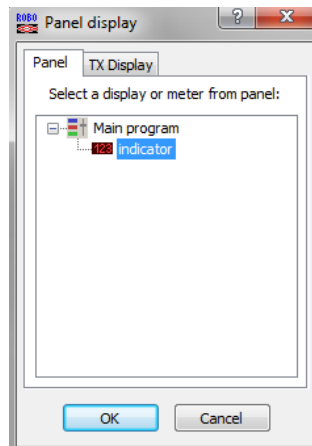 ROBO Panel display ?
Panel TX Display
Select a display or meter from panel:
Main program
123 indicator
OK Cancel